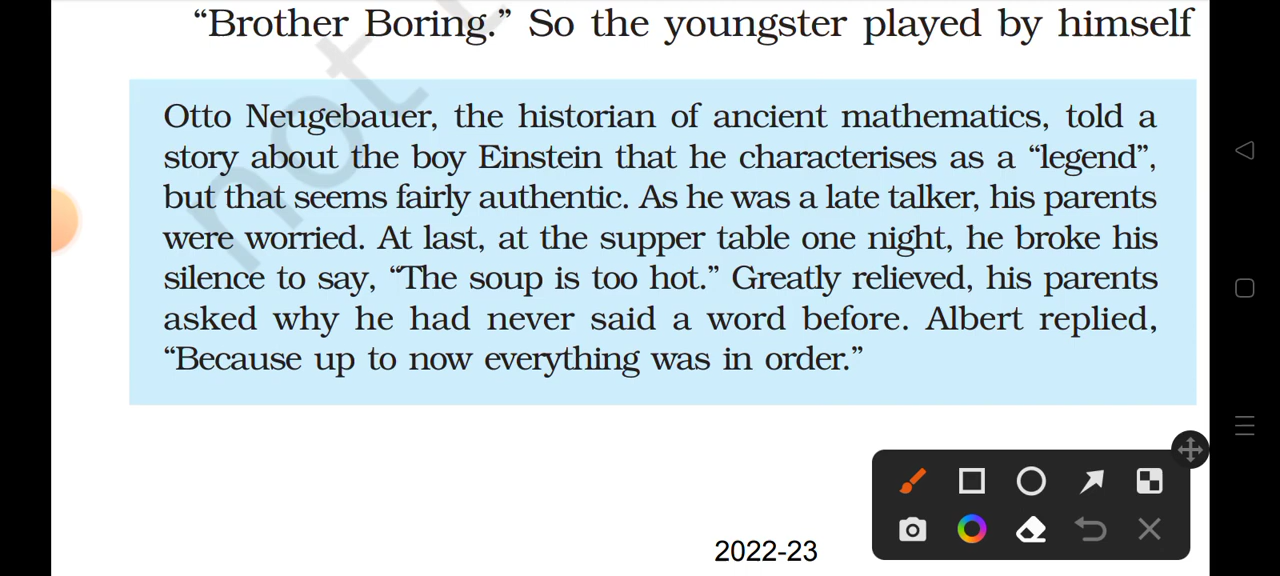 “Brother Boring.” So the youngster played by himself
Otto Neugebauer, the historian of ancient mathematics, told a
story about the boy Einstein that he characterises as a “legend”,
but that seems fairly authentic. As he was a late talker, his parents
were worried. At last, at the supper table one night, he broke his
silence to say, “The soup is too hot.” Greatly relieved, his parents
asked why he had never said a word before. Albert replied,
“Because up to now everything was in order.”
not
2022-23